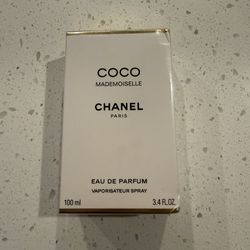 COCO
MADEMOISELLE
CHANEL
PARIS
EAU DE PARFUM
VAPORISATEUR SPRAY
100 ml 3.4 FL.OZ.